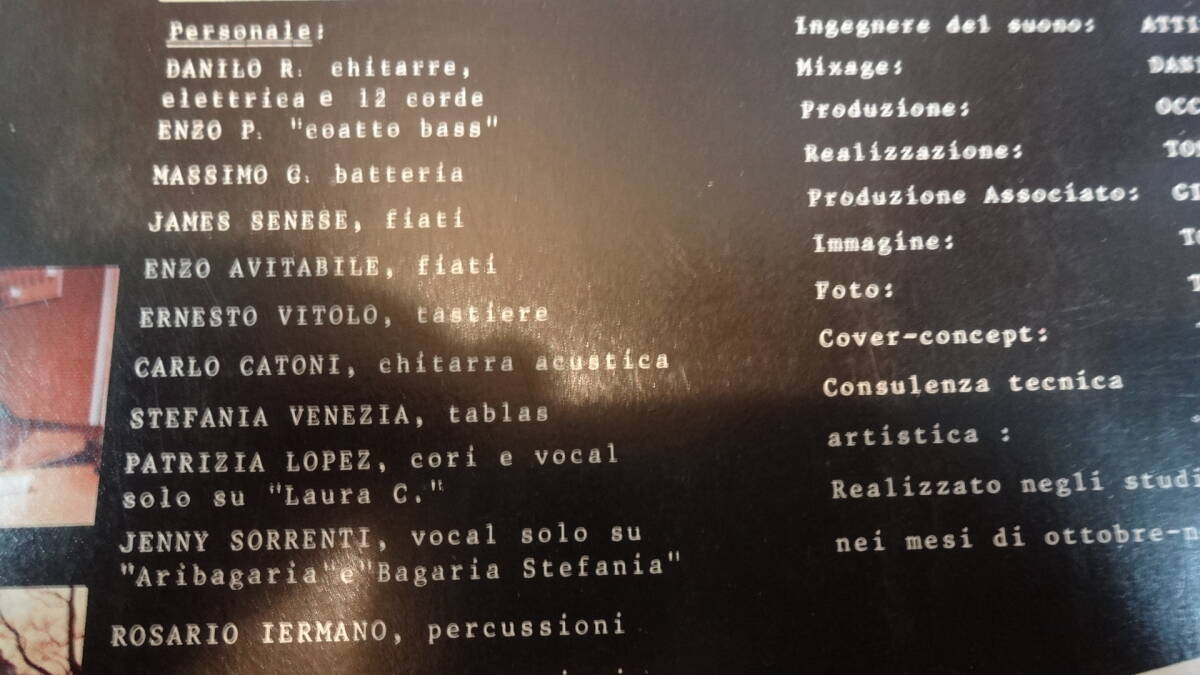 Personale:
DANILO R. chitarre,
elettrica e 12 corde
ENZO P. "coatto bass"
MASSIMO G. batteria
JAMES SENESE, fiati
ENZO AVITABILE, fiati
ERNESTO VITOLO, tastiere
CARLO CATONI, chitarra acustica
STEFANIA VENEZIA, tablas
PATRIZIA LOPEZ, cori e vocal
solo su "Laura C."
JENNY SORRENTI, vocal solo su
"Aribagaria"e"Bagaria Stefania"
ROSARIO IERMANO, percussioni
Ingegnere del suono:
Mixage:
Produzione:
Realizzazione:
Produzione Associato:
Immagine:
Foto:
Cover-concept:
Consulenza tecnica
artistica :
Realizzato negli studi
nei mesi di ottobre-n